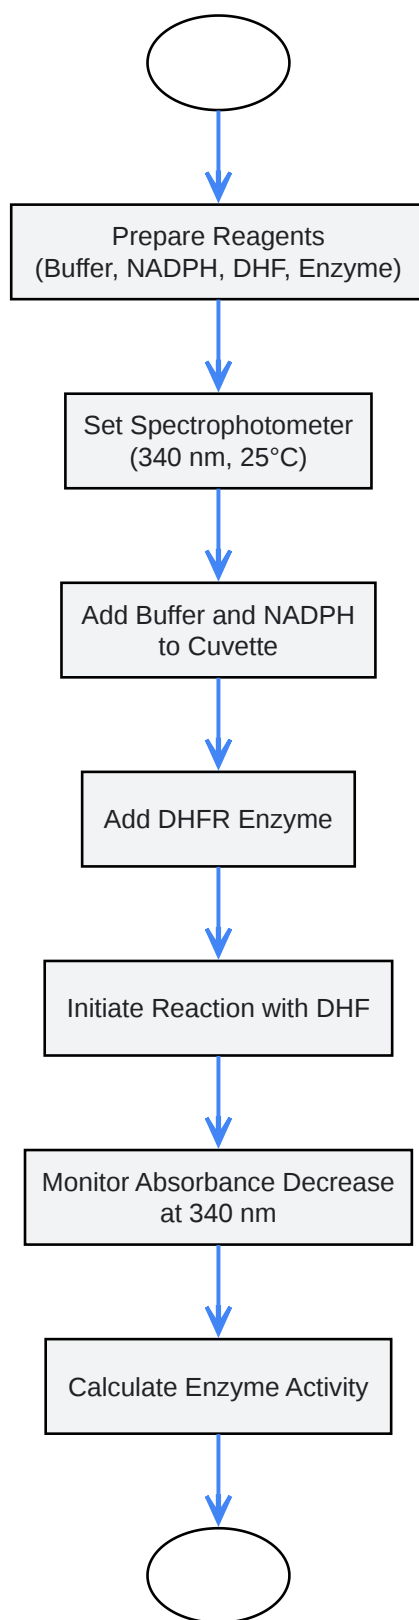 Prepare Reagents
(Buffer, NADPH, DHF, Enzyme)
Set Spectrophotometer
(340 nm, 25°C)
Add Buffer and NADPH
to Cuvette
Add DHFR Enzyme
Initiate Reaction with DHF
Monitor Absorbance Decrease
at 340 nm
Calculate Enzyme Activity